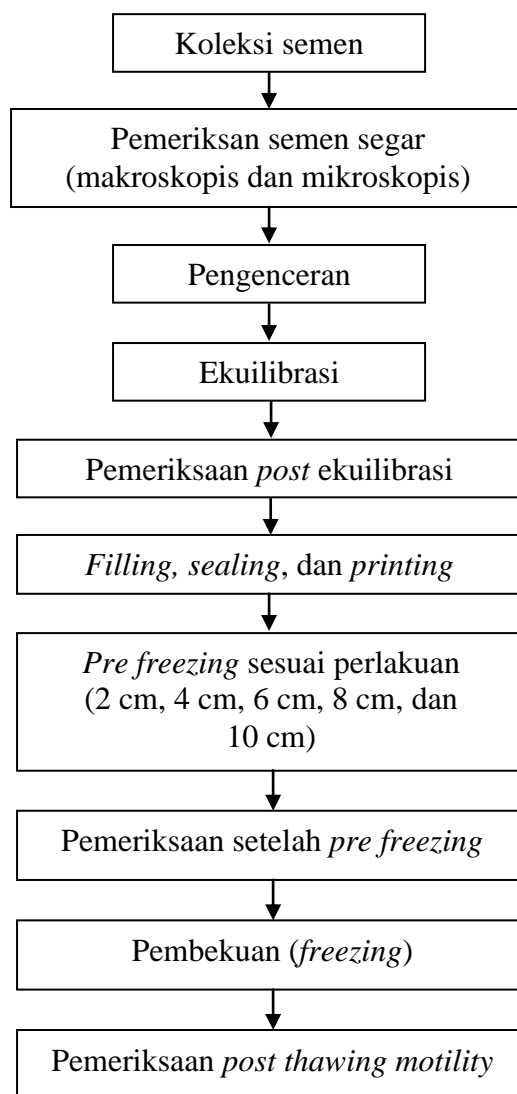 Koleksi semen
Pemeriksan semen segar
(makroskopis dan mikroskopis)
Pengenceran
Ekuilibrasi
Pemeriksaan post ekuilibrasi
Filling, sealing, dan printing
Pre freezing sesuai perlakuan
(2 cm, 4 cm, 6 cm, 8 cm, dan
10 cm)
Pemeriksaan setelah pre freezing
Pembekuan (freezing)
Pemeriksaan post thawing motility